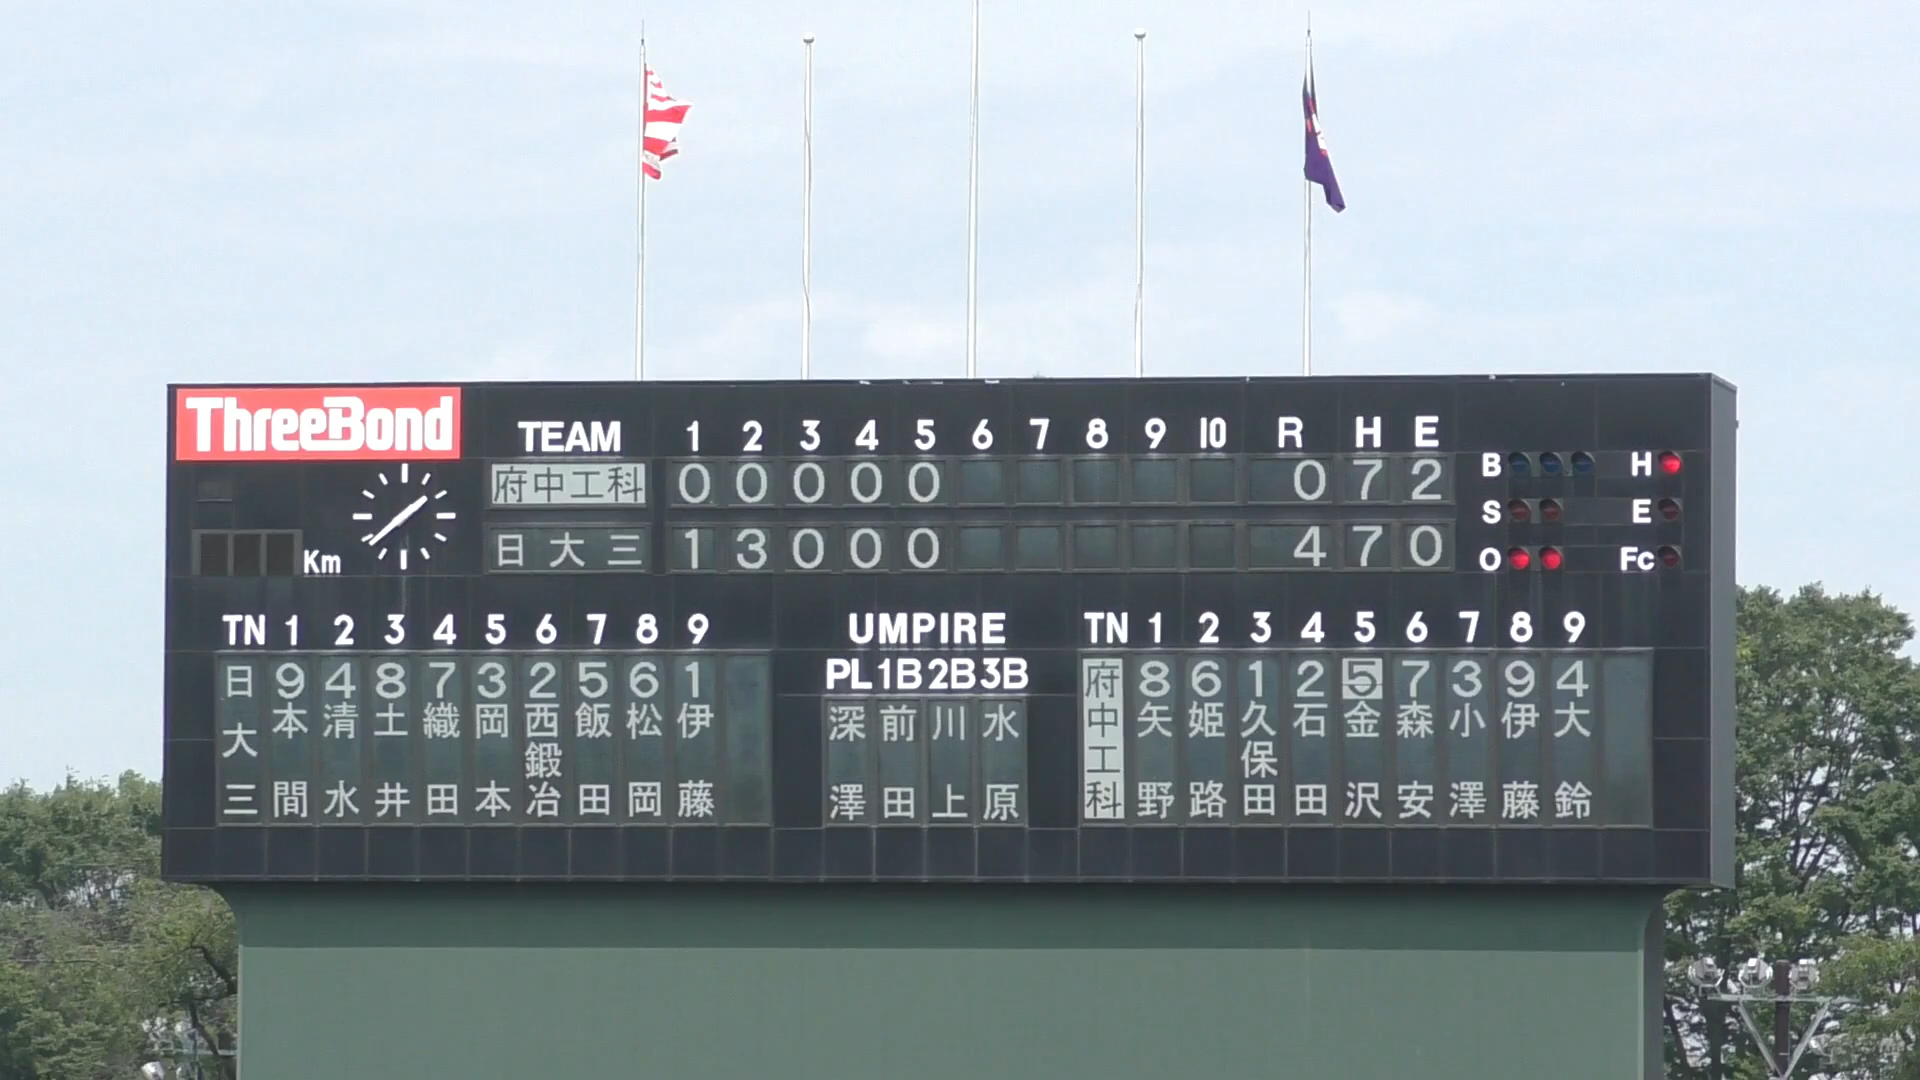 ThreeBond
TEAM 1 2 3 4 5 6 7 8 9 10 R H E
府中工科 0 0 0 0 0 0 7 2
日大三 1 3 0 0 0 4 7 0
B H
S E
O Fc
Km
TN 1 2 3 4 5 6 7 8 9
日大三
9 本間
4 清水
8 土井
7 織田
3 岡本
2 西鍛冶
5 飯田
6 松岡
1 伊藤
UMPIRE
PL 1B 2B 3B
深澤
前田
川上
水原
TN 1 2 3 4 5 6 7 8 9
府中工科
8 矢野
6 姫路
1 久保田
2 石田
5 金沢
7 森安
3 小澤
9 伊藤
4 大鈴